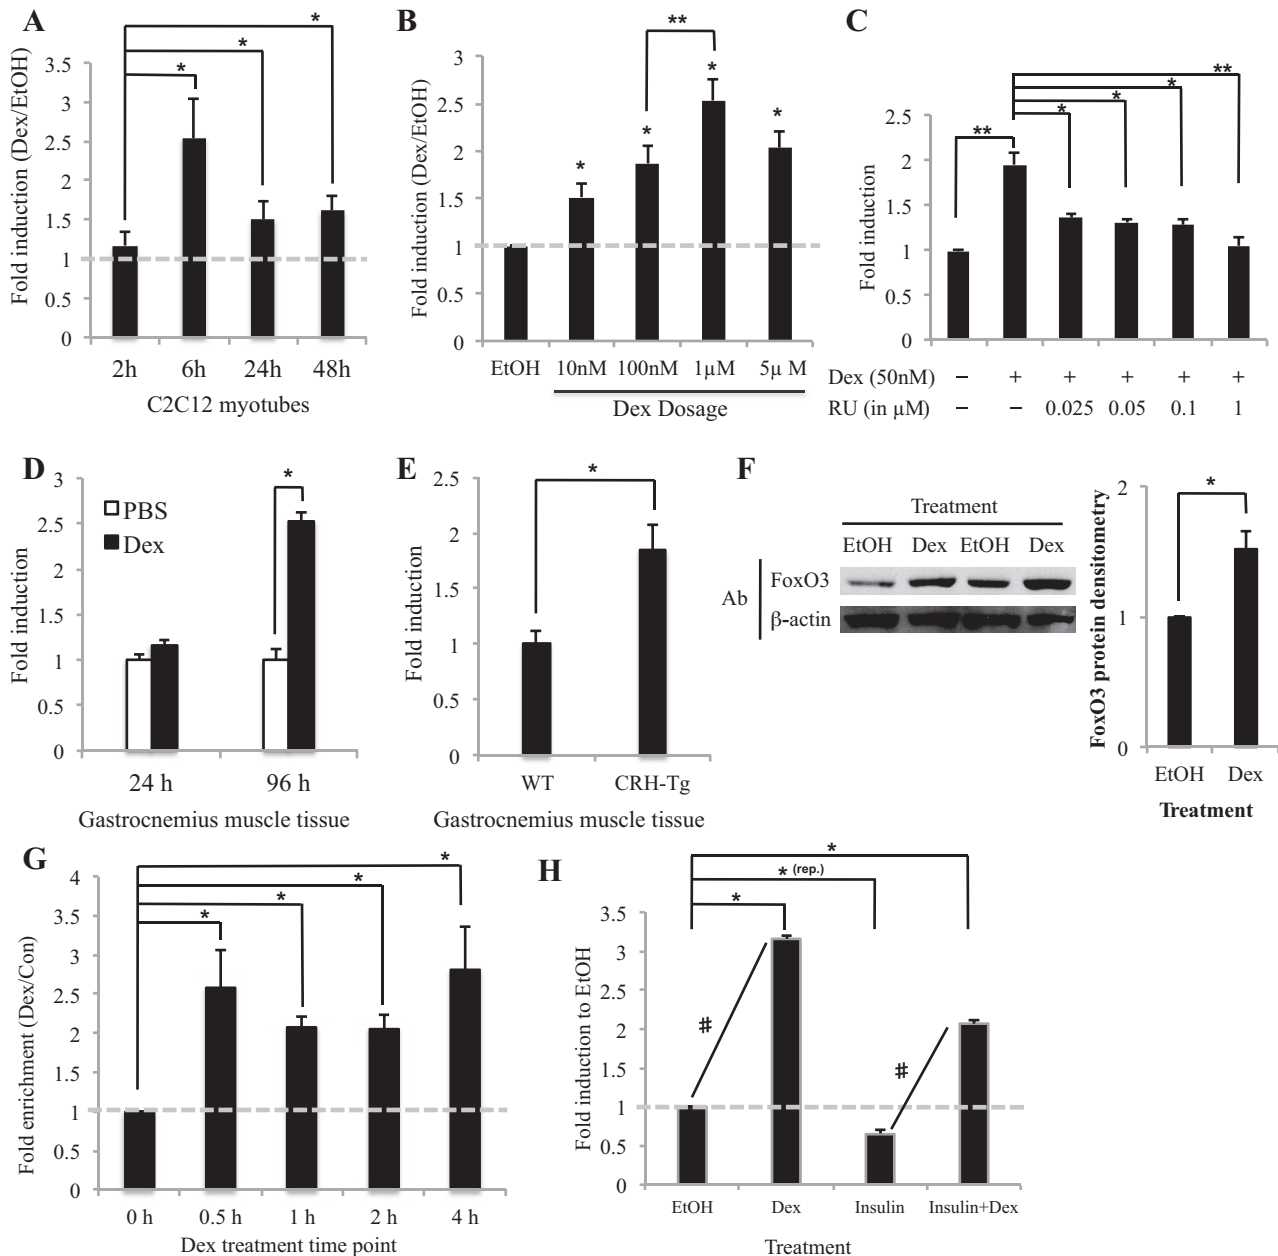 A
Fold induction (Dex/EtOH)
3.5
3
2.5
2
1.5
1
0.5
0
*
*
*
2h 6h 24h 48h
C2C12 myotubes
B
Fold induction (Dex/EtOH)
3
2.5
2
1.5
1
0.5
0
**
*
*
*
*
EtOH 10nM 100nM 1µM 5µ M
Dex Dosage
C
Fold induction
2.5
2
1.5
1
0.5
0
**
*
*
*
**
Dex (50nM) − + + + + +
RU (in µM) − − 0.025 0.05 0.1 1
D
Fold induction
3
2.5
2
1.5
1
0.5
0
PBS
Dex
*
24 h 96 h
Gastrocnemius muscle tissue
E
Fold induction
2.5
2
1.5
1
0.5
0
*
WT CRH-Tg
Gastrocnemius muscle tissue
F
Treatment
EtOH Dex EtOH Dex
Ab
FoxO3
β-actin
FoxO3 protein densitometry
2
1
0
*
EtOH Dex
Treatment
G
Fold enrichment (Dex/Con)
4
3.5
3
2.5
2
1.5
1
0.5
0
*
*
*
*
0 h 0.5 h 1 h 2 h 4 h
Dex treatment time point
H
Fold induction to EtOH
3.5
3
2.5
2
1.5
1
0.5
0
*
* (rep.)
*
#
#
EtOH Dex Insulin Insulin+Dex
Treatment